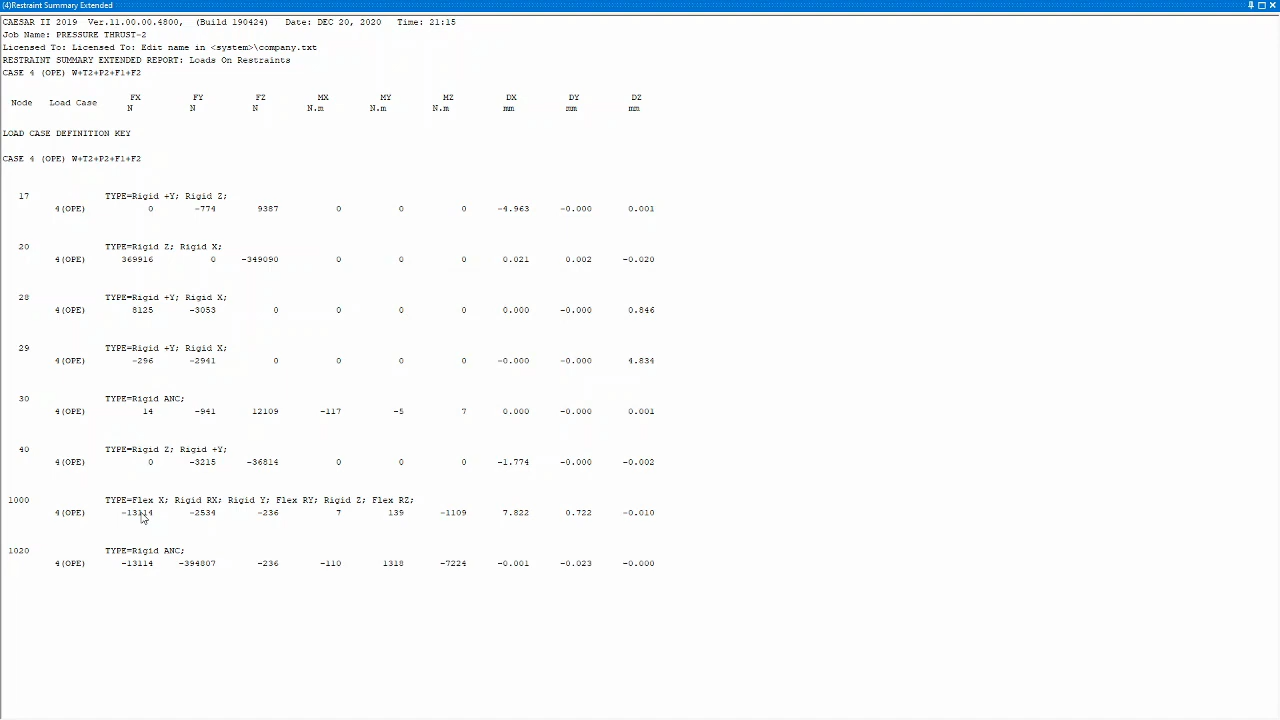 (4)Restraint Summary Extended
CAESAR II 2019 Ver.11.00.00.4800, (Build 190424) Date: DEC 20, 2020 Time: 21:15
Job Name: PRESSURE THRUST-2
Licensed To: Licensed To: Edit name in <system>\company.txt
RESTRAINT SUMMARY EXTENDED REPORT: Loads On Restraints
CASE 4 (OPE) W+T2+P2+F1+F2
FX FY FZ MX MY MZ DX DY DZ
Node Load Case
N N N N.m N.m N.m mm mm mm
LOAD CASE DEFINITION KEY
CASE 4 (OPE) W+T2+P2+F1+F2
17 TYPE=Rigid +Y; Rigid Z;
4(OPE) 0 -774 9387 0 0 0 -4.963 -0.000 0.001
20 TYPE=Rigid Z; Rigid X;
4(OPE) 369916 0 -349090 0 0 0 0.021 0.002 -0.020
28 TYPE=Rigid +Y; Rigid X;
4(OPE) 8125 -3053 0 0 0 0 0.000 -0.000 0.846
29 TYPE=Rigid +Y; Rigid X;
4(OPE) -296 -2941 0 0 0 0 -0.000 -0.000 4.834
30 TYPE=Rigid ANC;
4(OPE) 14 -941 12109 -117 -5 7 0.000 -0.000 0.001
40 TYPE=Rigid Z; Rigid +Y;
4(OPE) 0 -3215 -36814 0 0 0 -1.774 -0.000 -0.002
1000 TYPE=Flex X; Rigid RX; Rigid Y; Flex RY; Rigid Z; Flex RZ;
4(OPE) -13114 -2534 -236 7 139 -1109 7.822 0.722 -0.010
1020 TYPE=Rigid ANC;
4(OPE) -13114 -394807 -236 -110 1318 -7224 -0.001 -0.023 -0.000